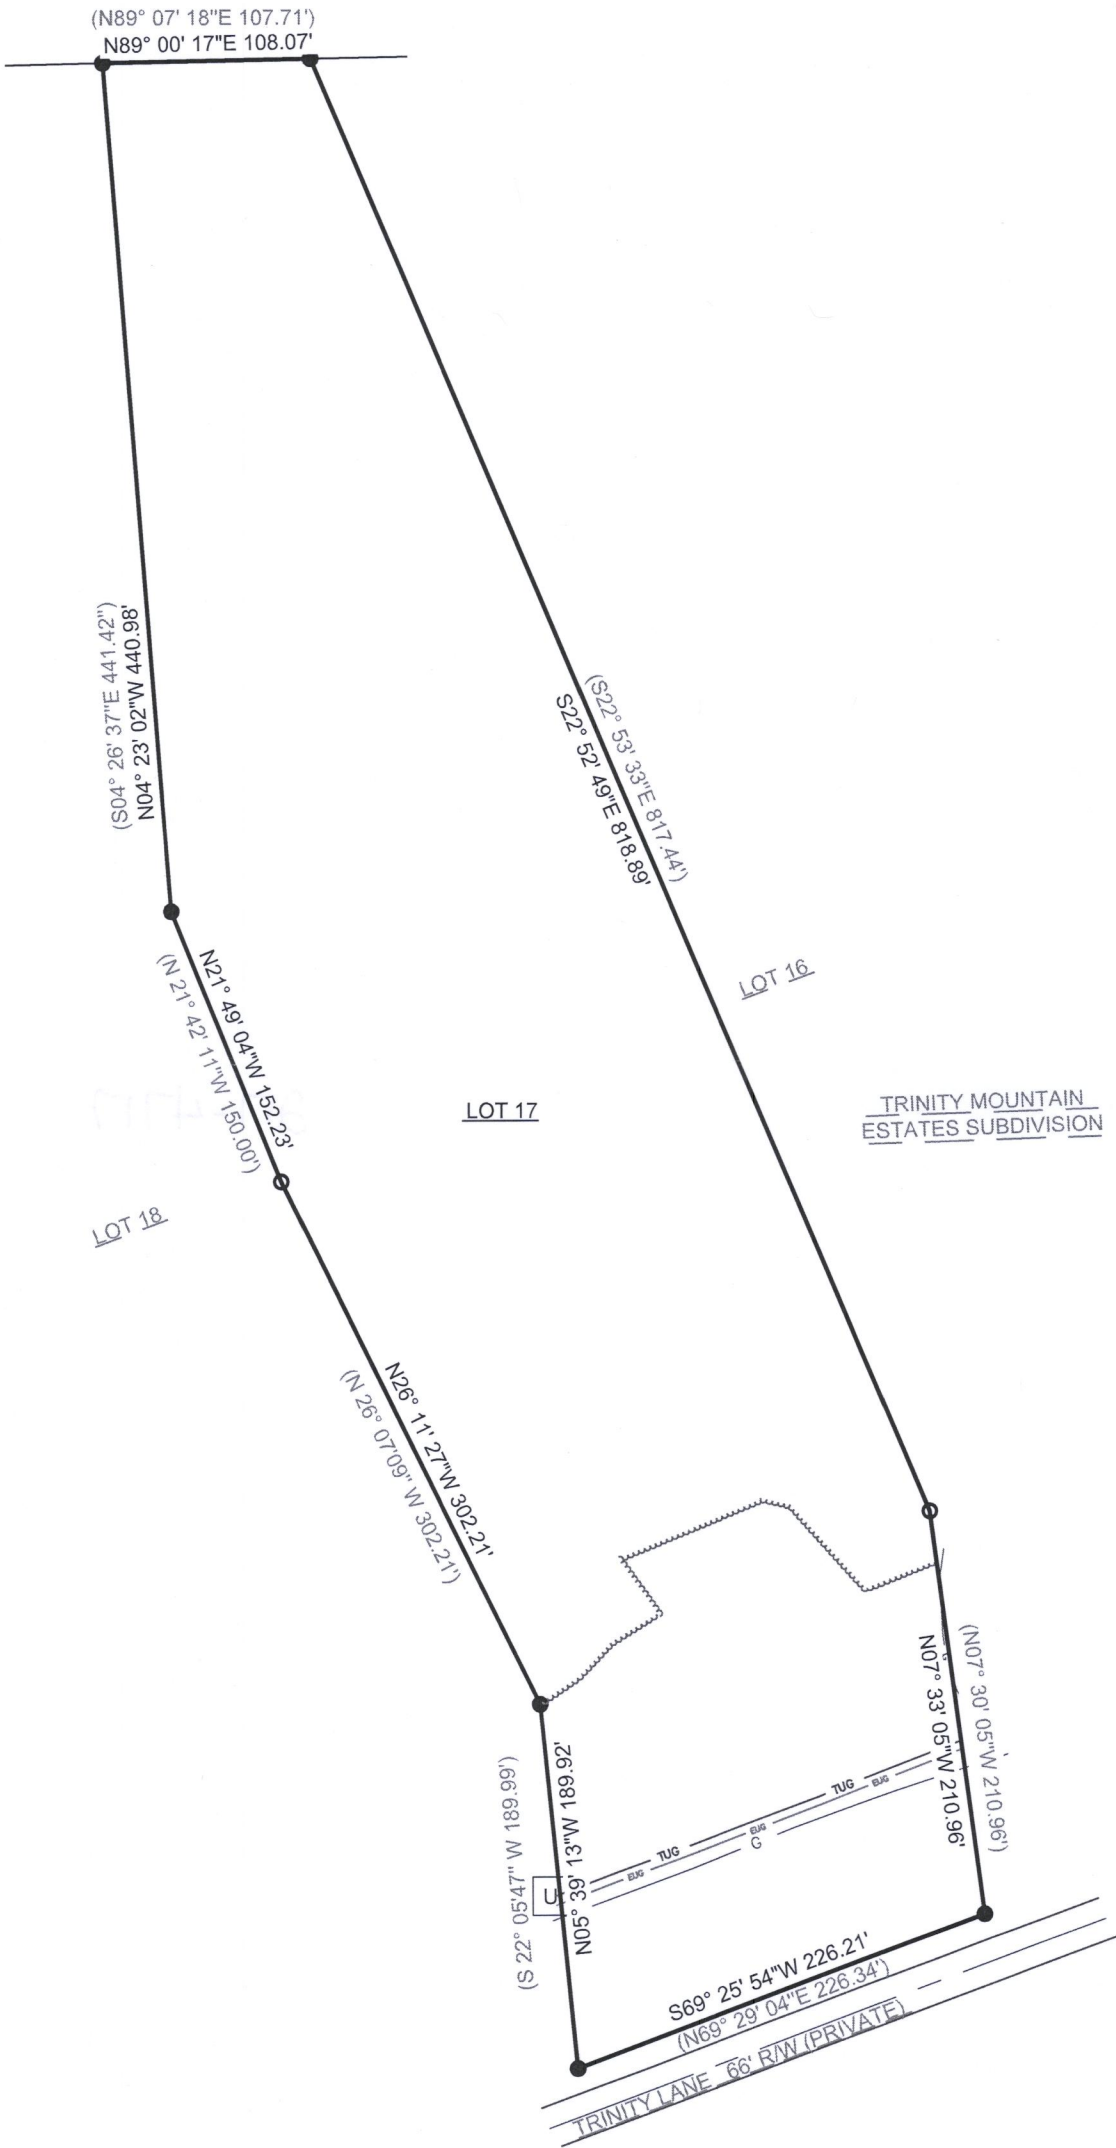 (N89° 07' 18"E 107.71')
N89° 00' 17"E 108.07'
(S04° 26' 37"E 441.42")
N04° 23' 02"W 440.98'
(S22° 53' 33"E 817.44')
S22° 52' 49"E 818.89'
N21° 49' 04"W 152.23'
(N 21° 42' 11"W 150.00')
LOT 16
LOT 17
TRINITY MOUNTAIN
ESTATES SUBDIVISION
LOT 18
N26° 11' 27"W 302.21'
(N 26° 07'09" W 302.21')
(N07° 30' 05"W 210.96')
N07° 33' 05"W 210.96'
(S 22° 05'47" W 189.99')
N05° 39' 13"W 189.92'
TUG
EUG
EUG
G
TUG
EUG
U
S69° 25' 54"W 226.21'
(N69° 29' 04"E 226.34')
TRINITY LANE 66' R/W (PRIVATE)